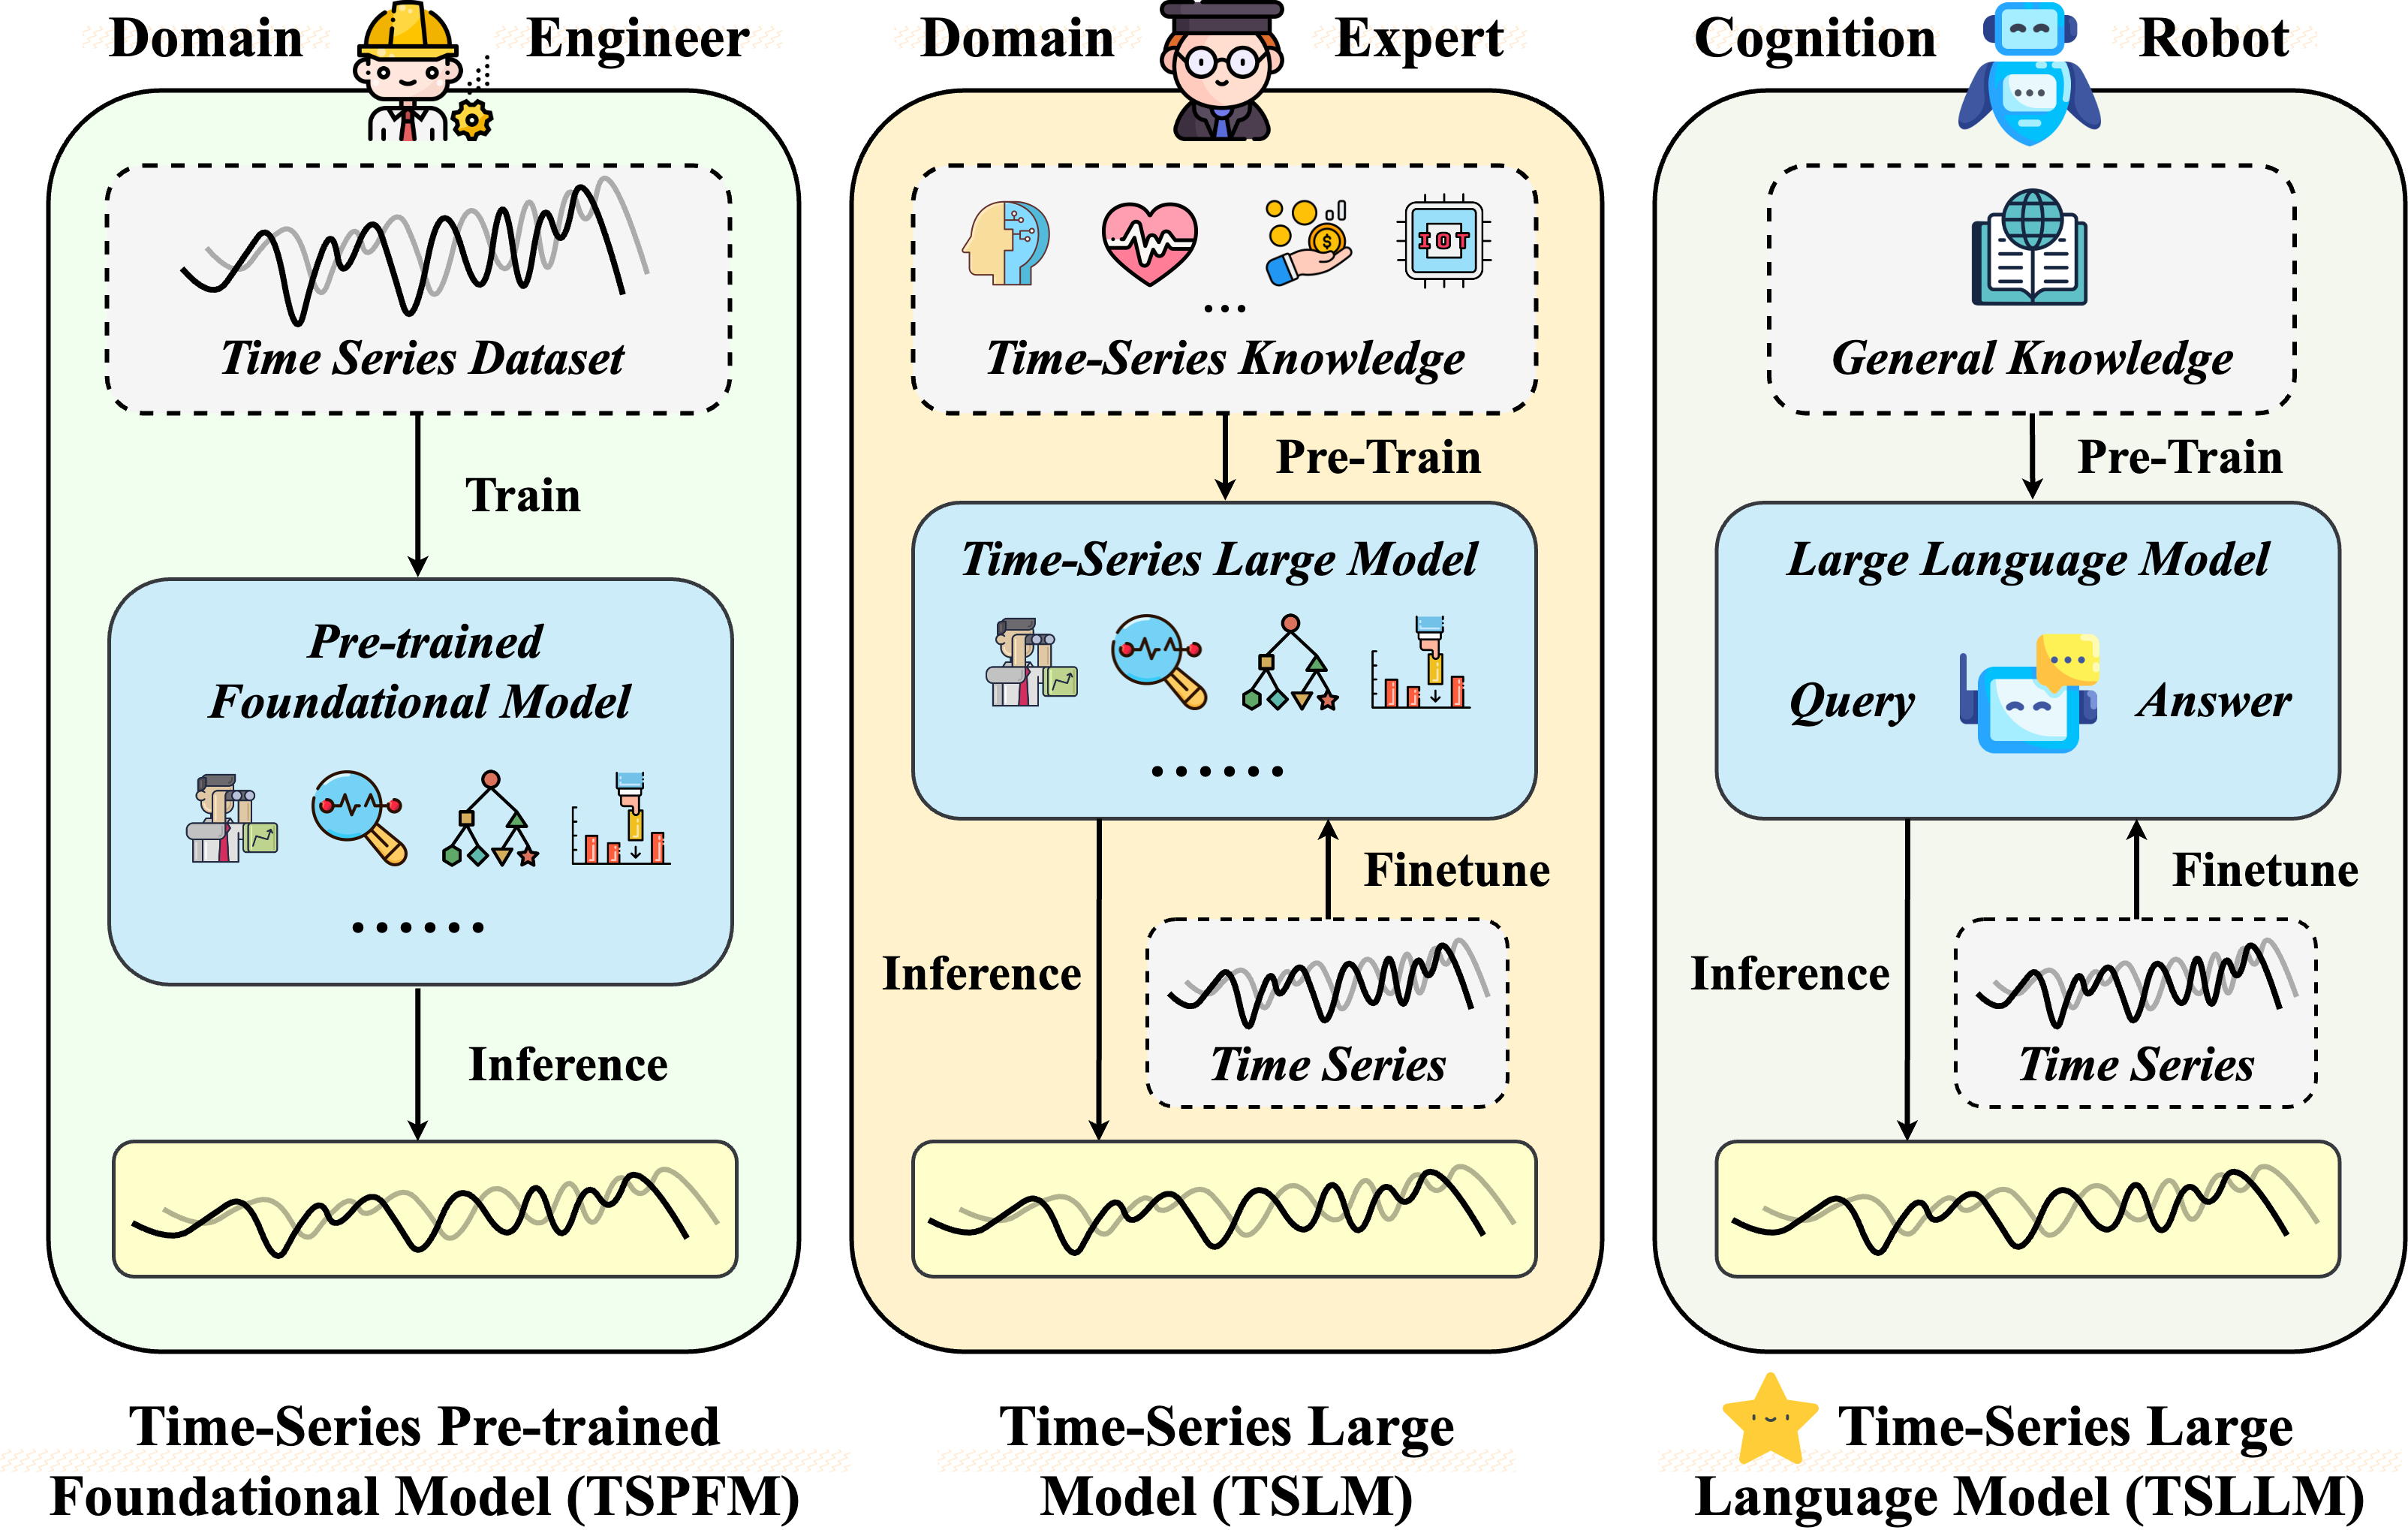 Domain Engineer
Time Series Dataset
Train
Pre-trained
Foundational Model
Inference
Time-Series Pre-trained
Foundational Model (TSPFM)
Domain Expert
IOT
...
Time-Series Knowledge
Pre-Train
Time-Series Large Model
......
Finetune
Inference
Time Series
Time-Series Large
Model (TSLM)
Cognition Robot
General Knowledge
Pre-Train
Large Language Model
Query Answer
Finetune
Inference
Time Series
Time-Series Large
Language Model (TSLLM)